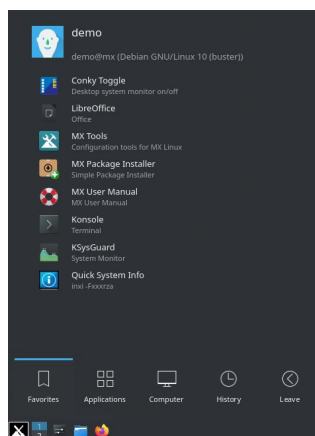 demo
demo@mx (Debian GNU/Linux 10 (buster))
Conky Toggle
Desktop system monitor on/off
LibreOffice
Office
MX Tools
Configuration tools for MX Linux
MX Package Installer
Simple Package Installer
MX User Manual
MX User Manual
Konsole
Terminal
KSysGuard
System Monitor
Quick System Info
inxi -Fxxxrza
Favorites Applications Computer History Leave
1
2